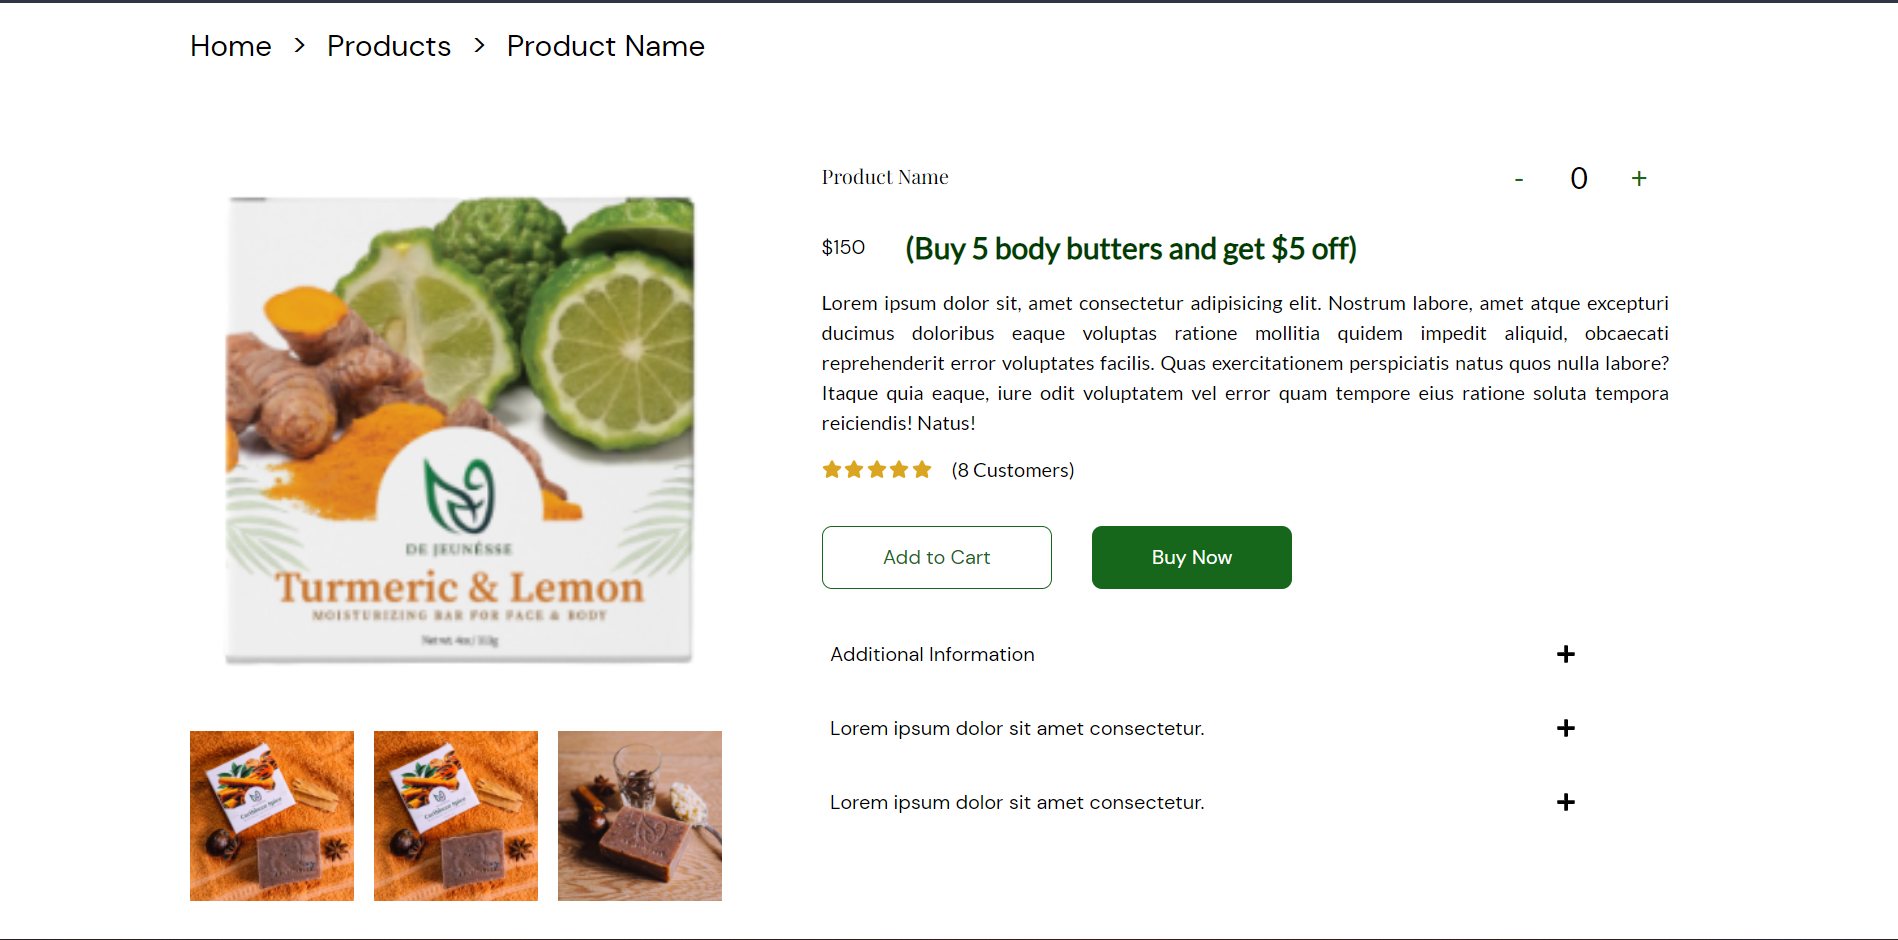 Home > Products > Product Name
Product Name
- 0 +
$150 (Buy 5 body butters and get $5 off)
Lorem ipsum dolor sit, amet consectetur adipisicing elit. Nostrum labore, amet atque excepturi
ducimus doloribus eaque voluptas ratione mollitia quidem impedit aliquid, obcaecati
reprehenderit error voluptates facilis. Quas exercitationem perspiciatis natus quos nulla labore?
Itaque quia eaque, iure odit voluptatem vel error quam tempore eius ratione soluta tempora
reiciendis! Natus!
(8 Customers)
Add to Cart
Buy Now
Additional Information +
Lorem ipsum dolor sit amet consectetur. +
Lorem ipsum dolor sit amet consectetur. +
DE JEUNÉSSE
Turmeric & Lemon
MOISTURIZING BAR FOR FACE & BODY
Net wt. 4oz / 113g
Caribbean Spice
Caribbean Spice